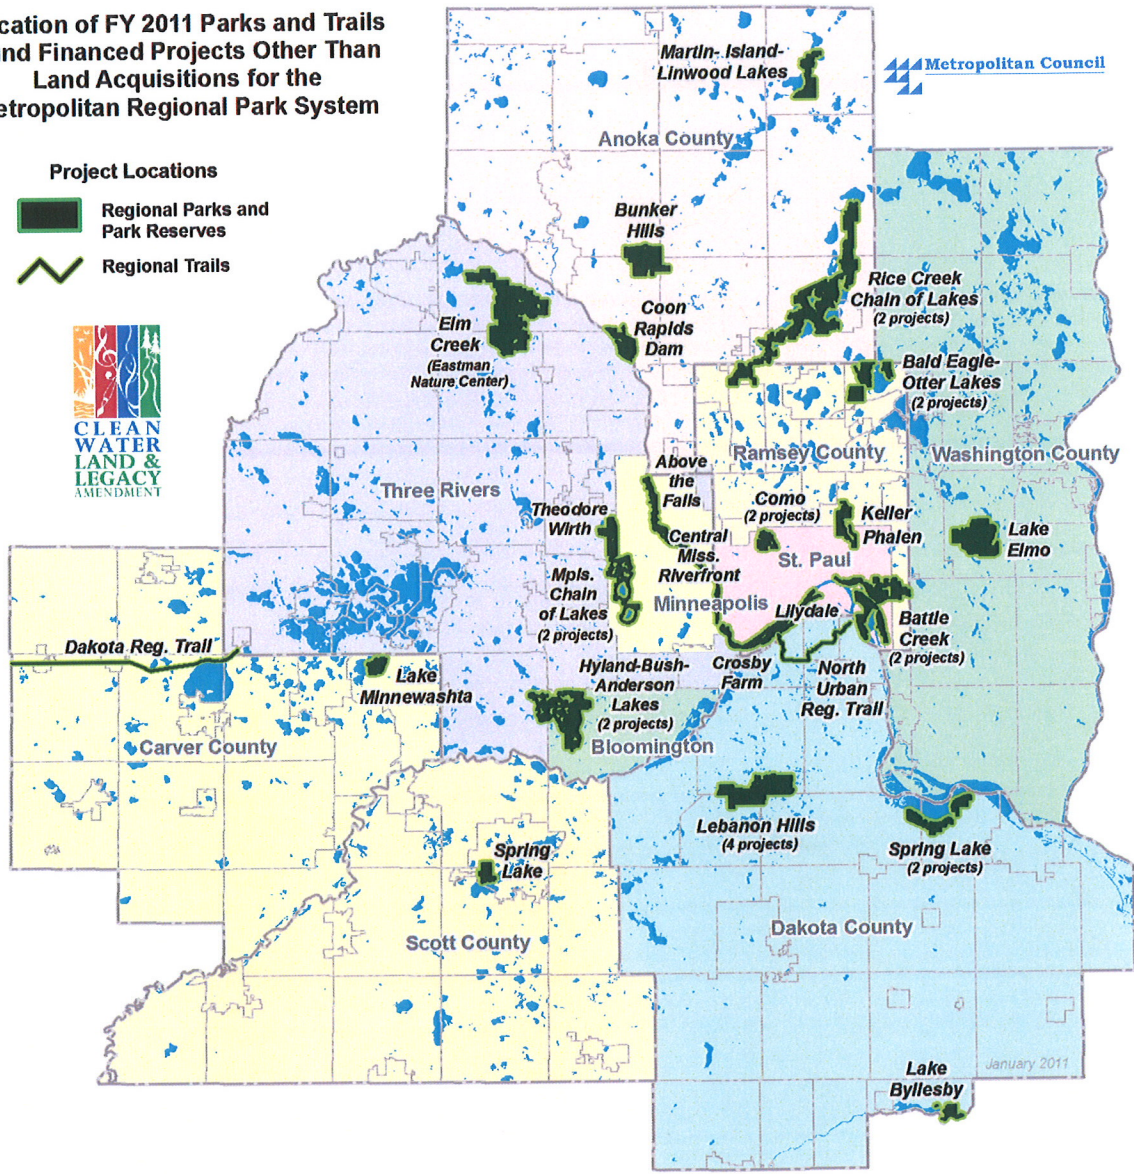 cation of FY 2011 Parks and Trails
nd Financed Projects Other Than
Land Acquisitions for the
etropolitan Regional Park System
Project Locations
Regional Parks and
Park Reserves
Regional Trails
CLEAN
WATER
LAND &
LEGACY
AMENDMENT
Metropolitan Council
Martin- Island-
Linwood Lakes
Anoka County
Bunker
Hills
Rice Creek
Chain of Lakes
(2 projects)
Coon
Rapids
Dam
Elm
Creek
(Eastman
Nature Center)
Bald Eagle-
Otter Lakes
(2 projects)
Ramsey County
Washington County
Above
the
Falls
Three Rivers
Theodore
Wirth
Como
(2 projects)
Keller
Phalen
Lake
Elmo
Central
Miss.
Riverfront
St. Paul
Mpls.
Chain
of Lakes
(2 projects)
Minneapolis
Lilydale
Battle
Creek
(2 projects)
Dakota Reg. Trail
Lake
Minnewashta
Hyland-Bush-
Anderson
Lakes
(2 projects)
Crosby
Farm
North
Urban
Reg. Trail
Carver County
Bloomington
Lebanon Hills
(4 projects)
Spring Lake
(2 projects)
Spring
Lake
Scott County
Dakota County
January 2011
Lake
Byllesby